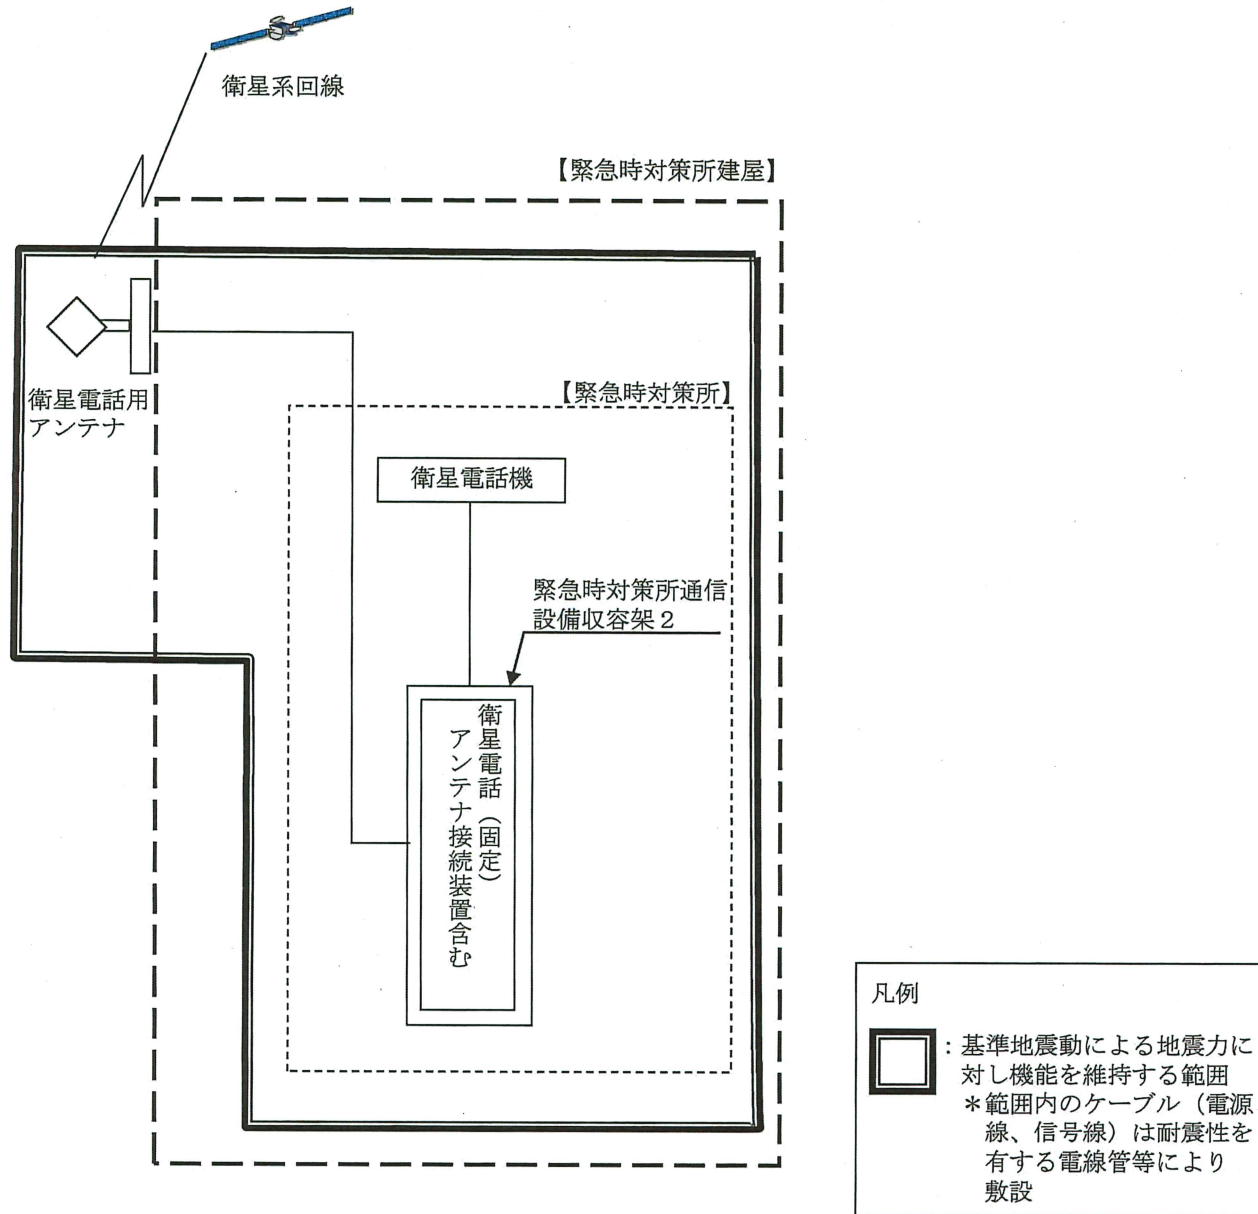 衛星系回線
【緊急時対策所建屋】
衛星電話用
アンテナ
【緊急時対策所】
衛星電話機
緊急時対策所通信
設備収容架２
衛星電話（固定）
アンテナ接続装置含む
凡例
：基準地震動による地震力に
対し機能を維持する範囲
＊範囲内のケーブル（電源
線、信号線）は耐震性を
有する電線管等により
敷設